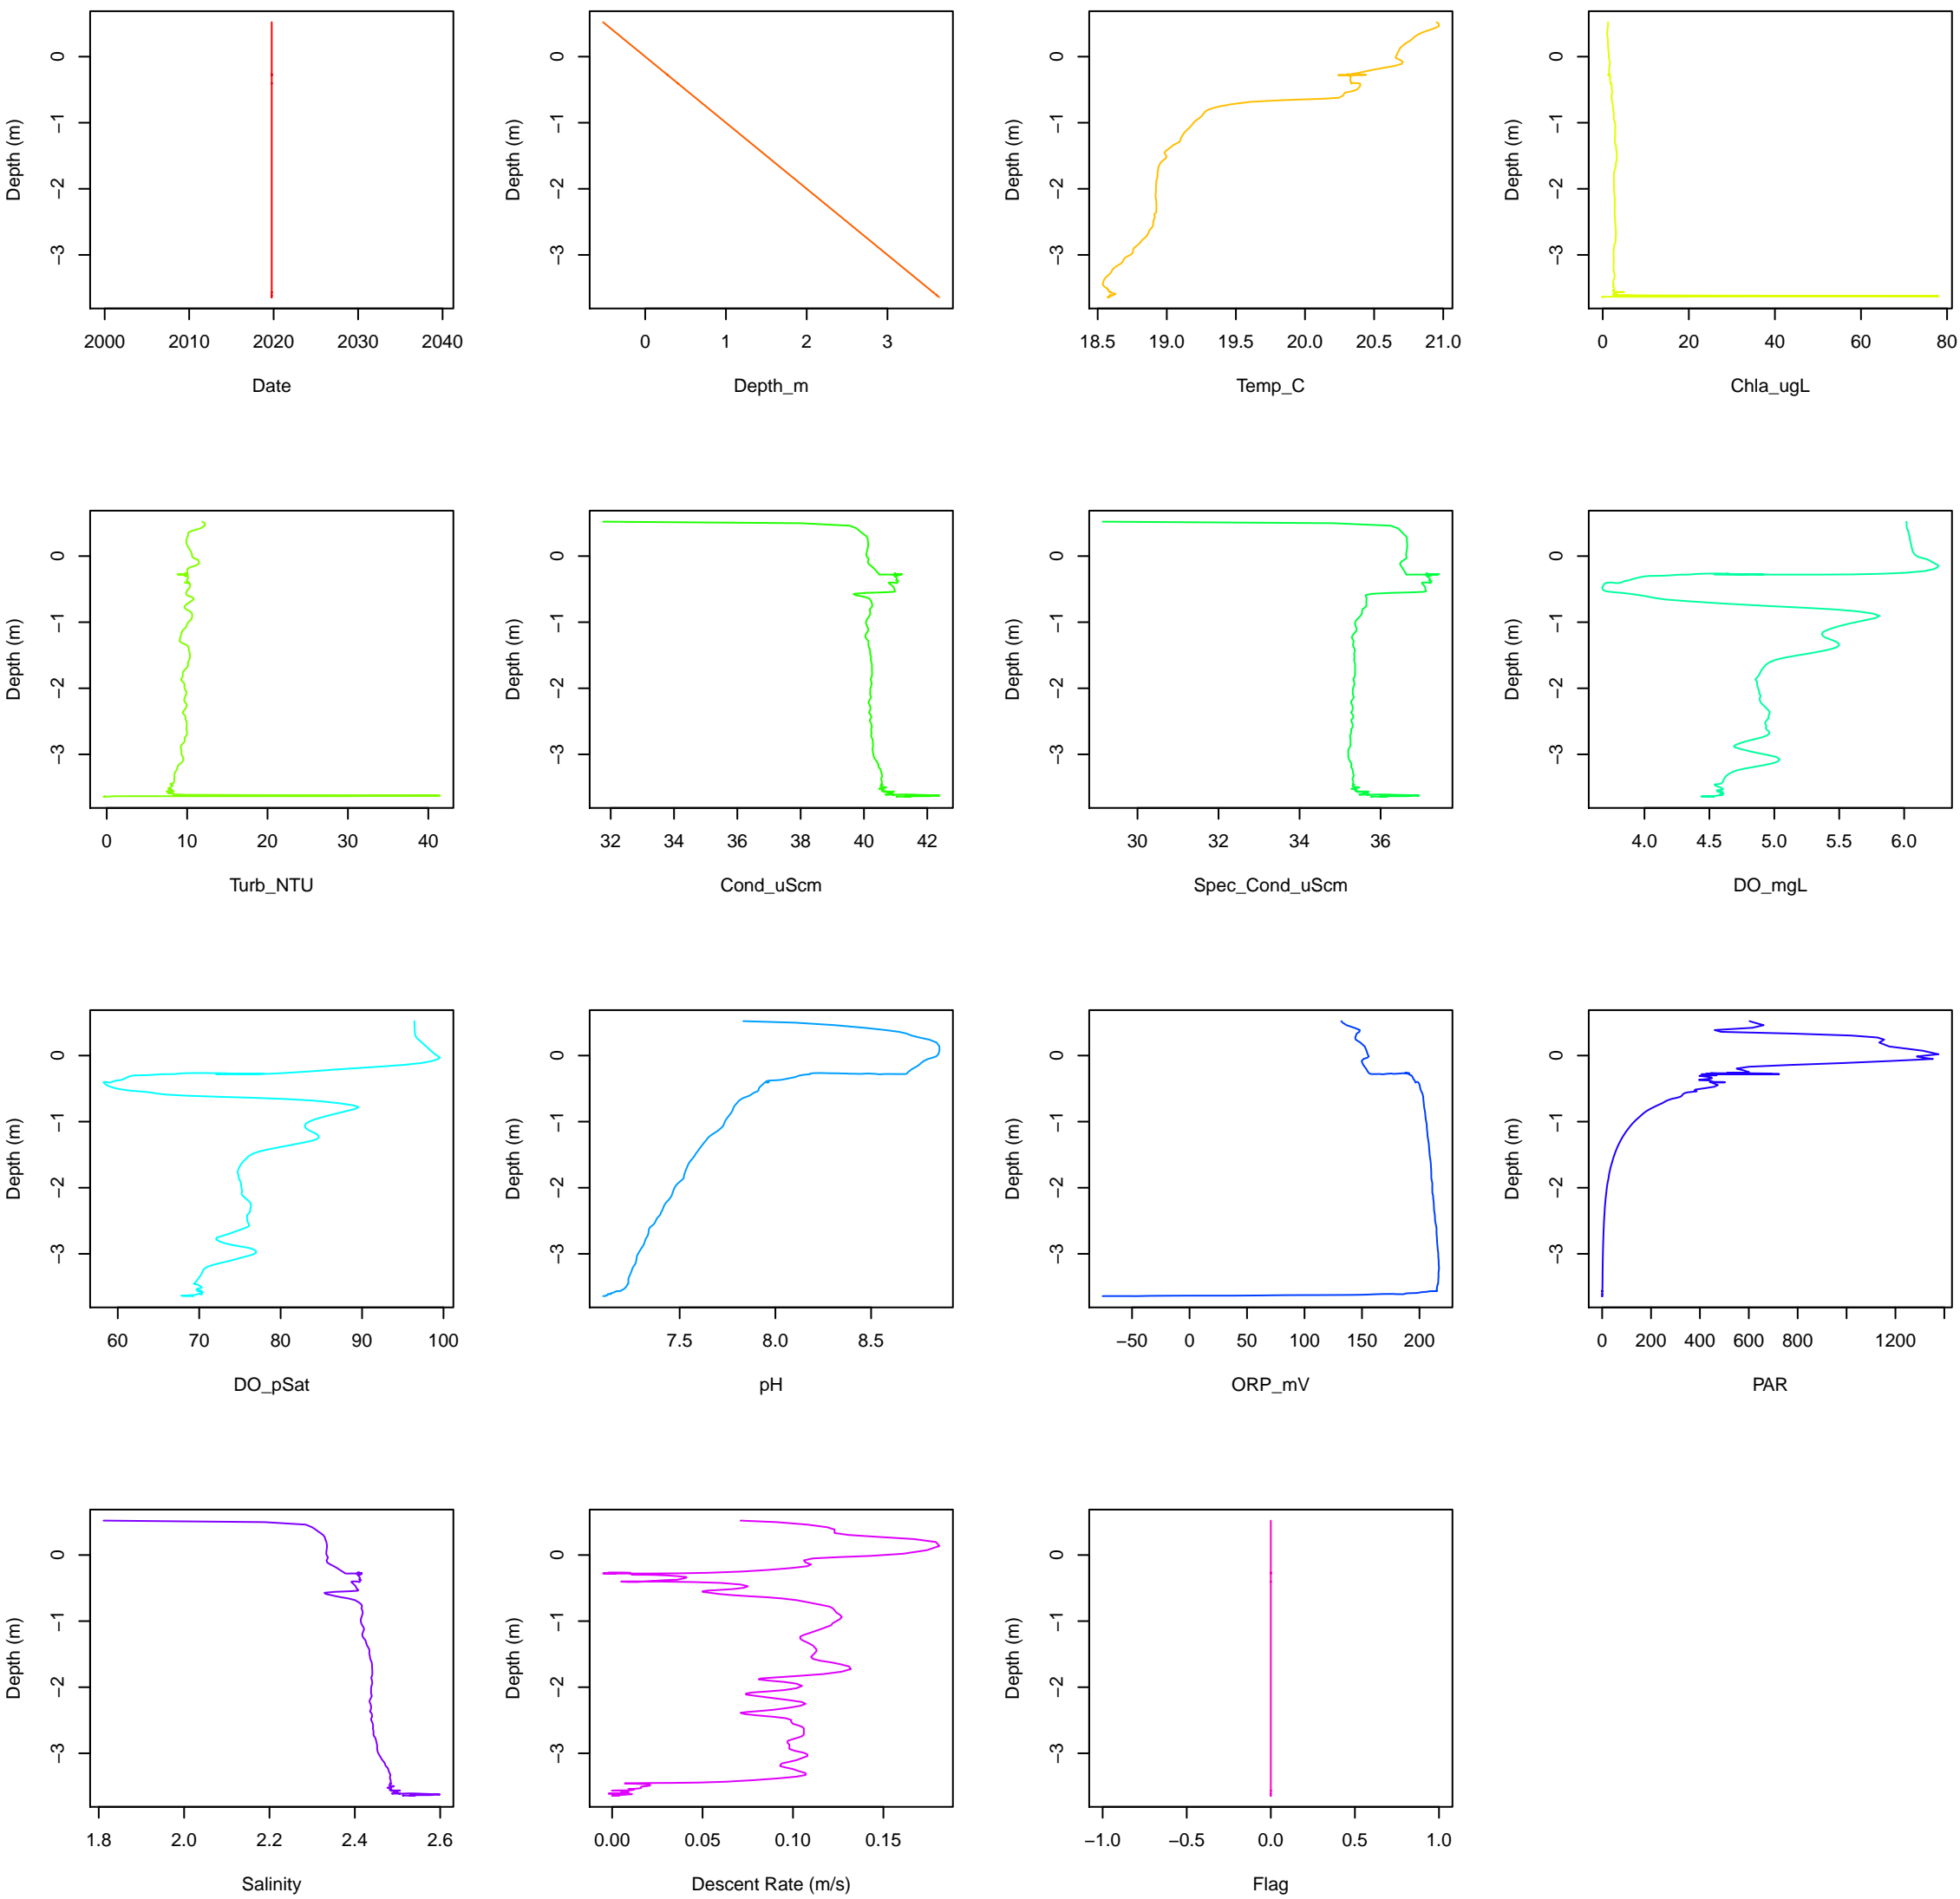 0 0 0 0
−1 −1 −1 −1
−2 −2 −2 −2
−3 −3 −3 −3
Depth (m) Depth (m) Depth (m) Depth (m)
2000 2010 2020 2030 2040 0 1 2 3 18.5 19.0 19.5 20.0 20.5 21.0 0 20 40 60 80
Date Depth_m Temp_C Chla_ugL
0 0 0 0
−1 −1 −1 −1
−2 −2 −2 −2
−3 −3 −3 −3
Depth (m) Depth (m) Depth (m) Depth (m)
0 10 20 30 40 32 34 36 38 40 42 30 32 34 36 4.0 4.5 5.0 5.5 6.0
Turb_NTU Cond_uScm Spec_Cond_uScm DO_mgL
0 0 0 0
−1 −1 −1 −1
−2 −2 −2 −2
−3 −3 −3 −3
Depth (m) Depth (m) Depth (m) Depth (m)
60 70 80 90 100 7.5 8.0 8.5 −50 0 50 100 150 200 0 200 400 600 800 1200
DO_pSat pH ORP_mV PAR
0 0 0
−1 −1 −1
−2 −2 −2
−3 −3 −3
Depth (m) Depth (m) Depth (m)
1.8 2.0 2.2 2.4 2.6 0.00 0.05 0.10 0.15 −1.0 −0.5 0.0 0.5 1.0
Salinity Descent Rate (m/s) Flag